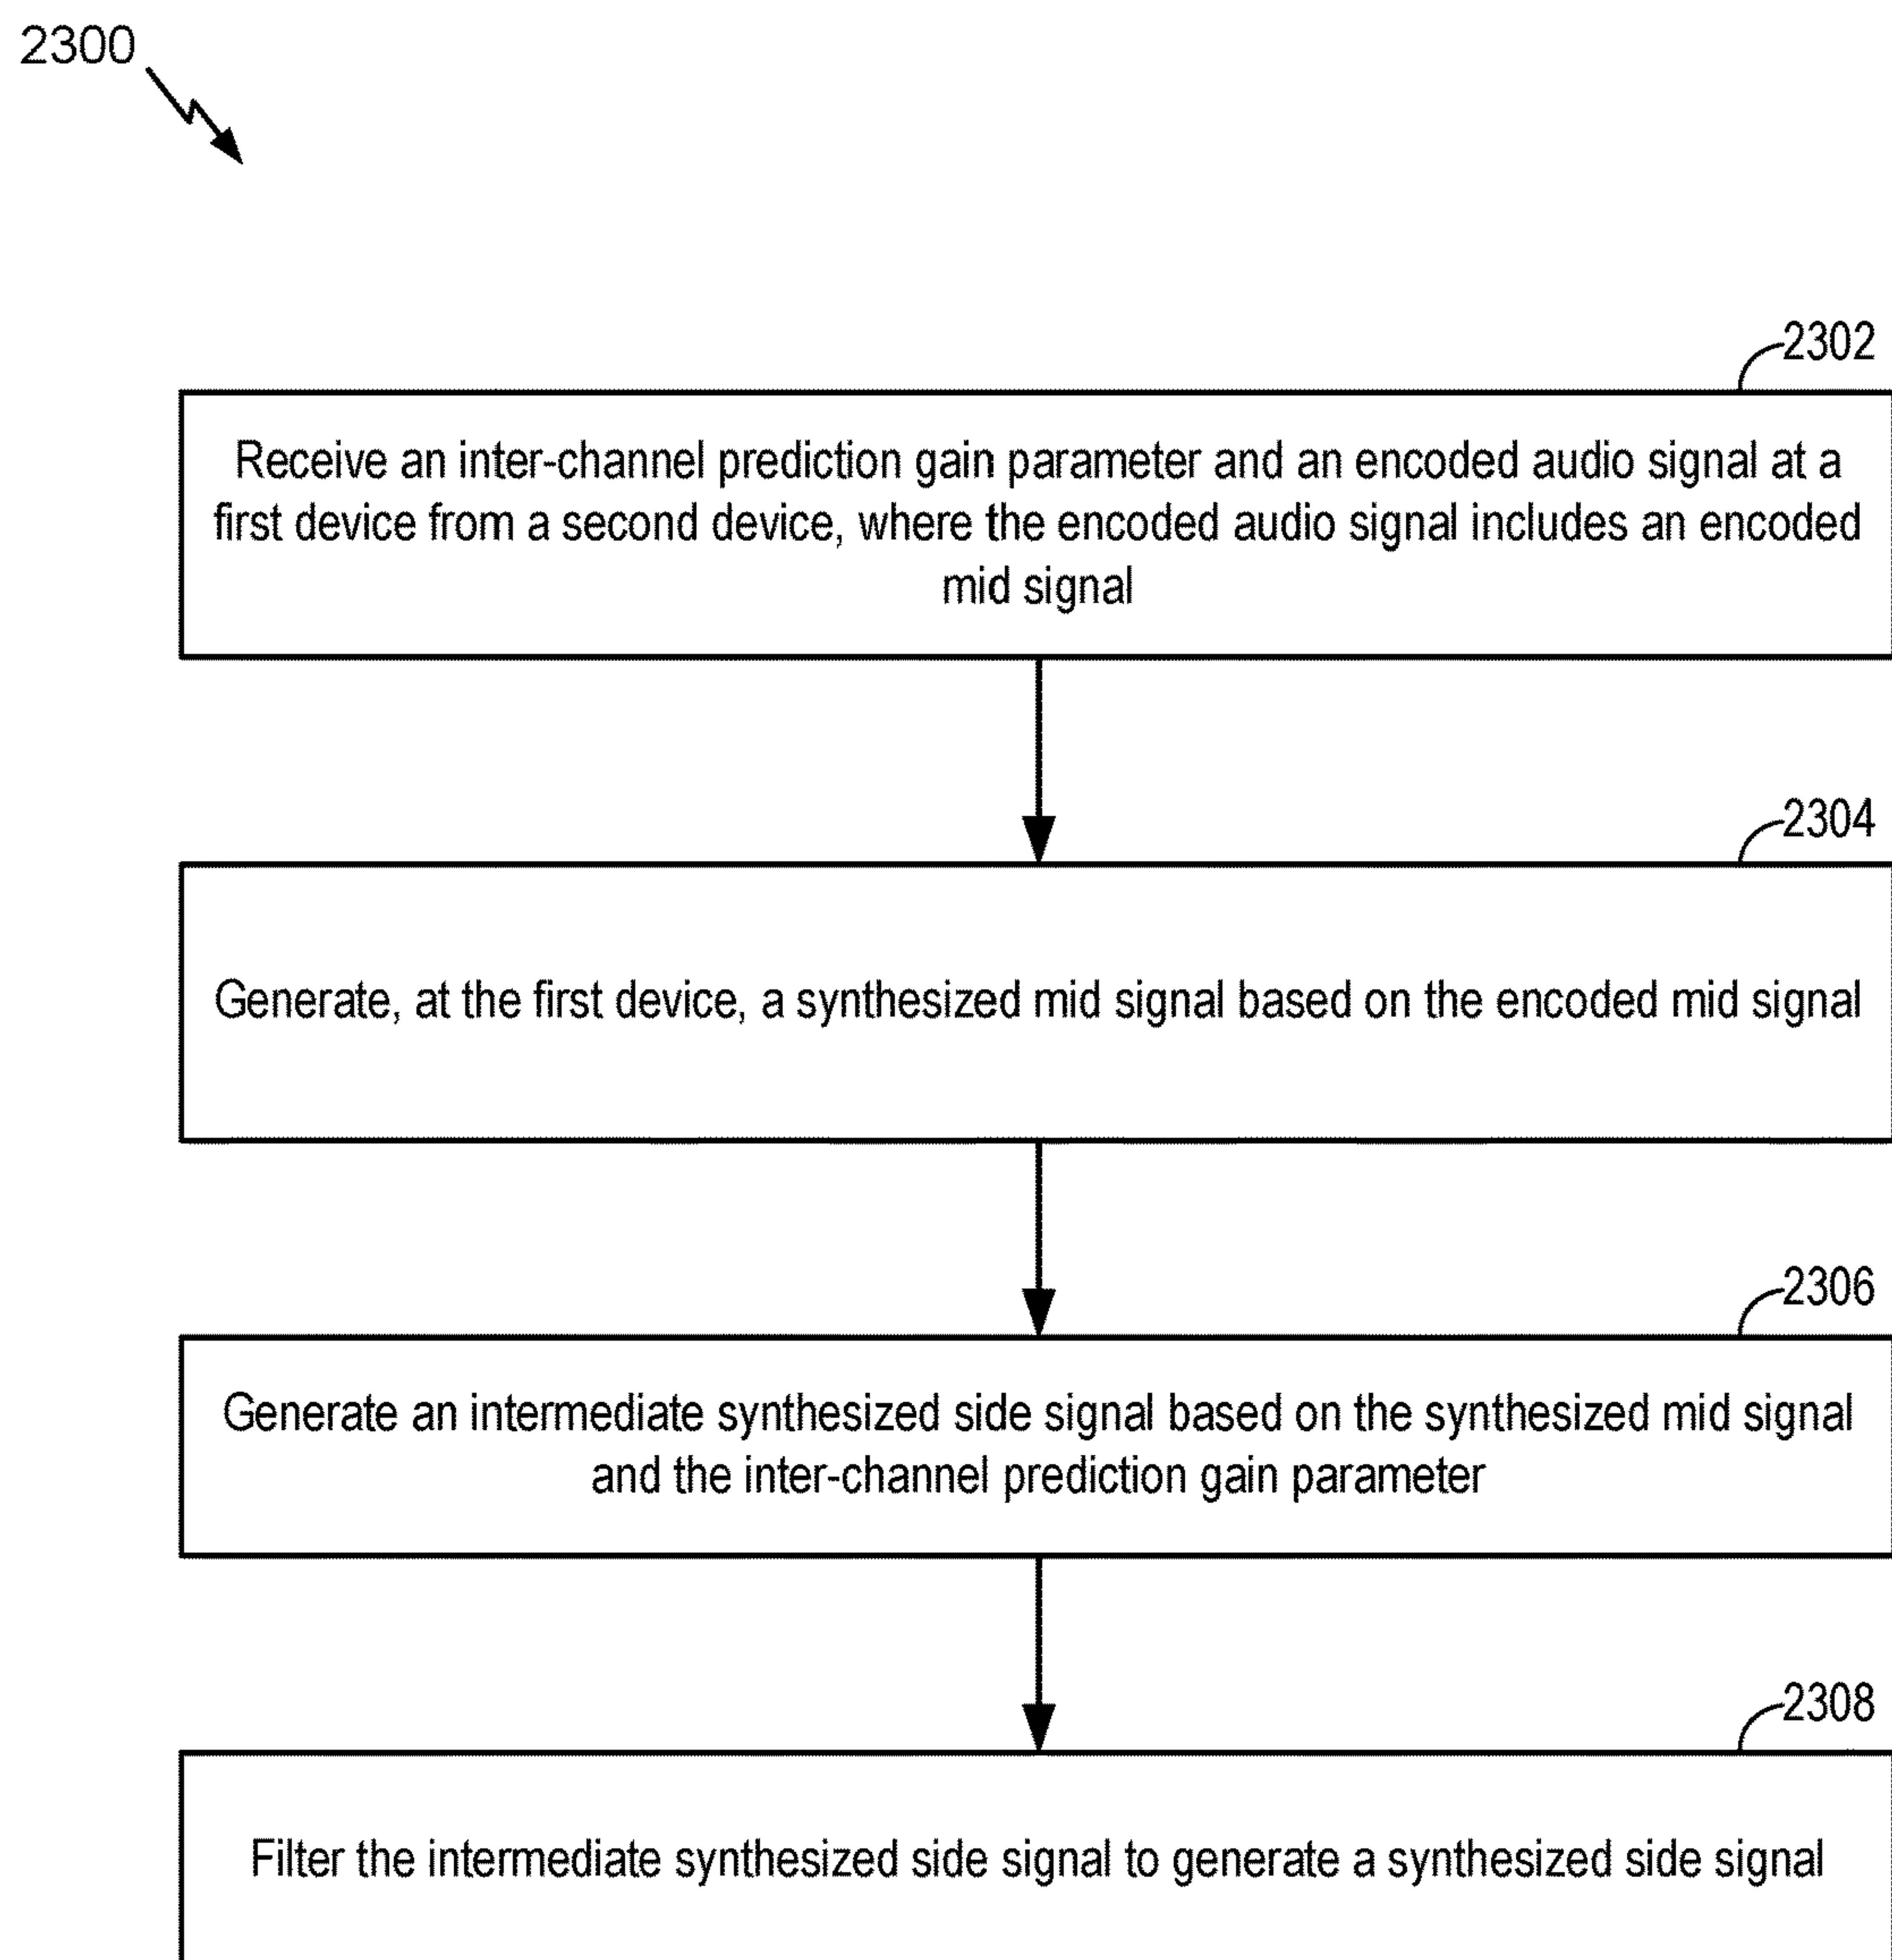 2300
2302
Receive an inter-channel prediction gain parameter and an encoded audio signal at a
first device from a second device, where the encoded audio signal includes an encoded
mid signal
2304
Generate, at the first device, a synthesized mid signal based on the encoded mid signal
2306
Generate an intermediate synthesized side signal based on the synthesized mid signal
and the inter-channel prediction gain parameter
2308
Filter the intermediate synthesized side signal to generate a synthesized side signal